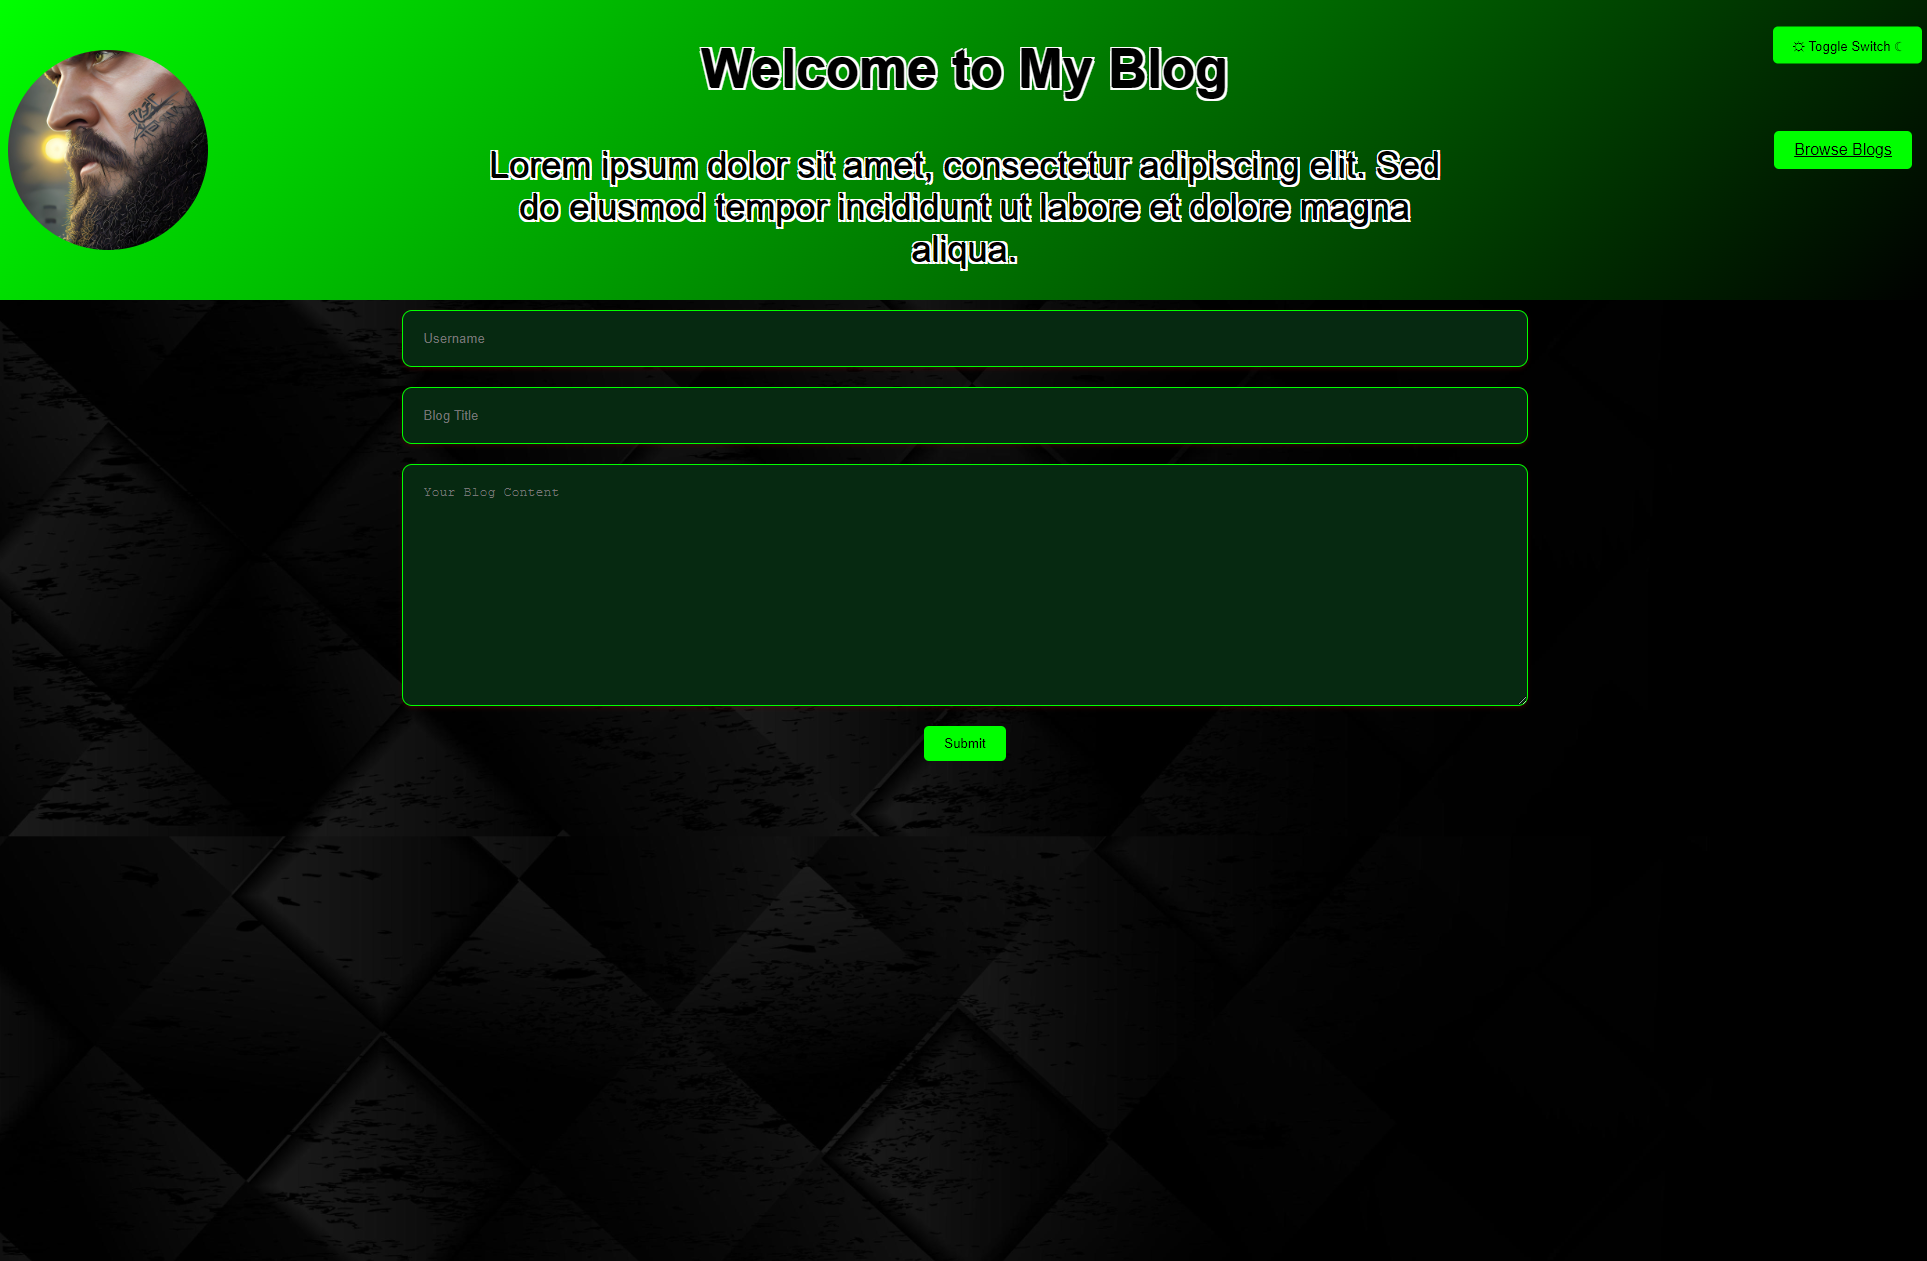 Welcome to My Blog
☼ Toggle Switch ☾
Browse Blogs
Lorem ipsum dolor sit amet, consectetur adipiscing elit. Sed
do eiusmod tempor incididunt ut labore et dolore magna
aliqua.
Username
Blog Title
Your Blog Content
Submit